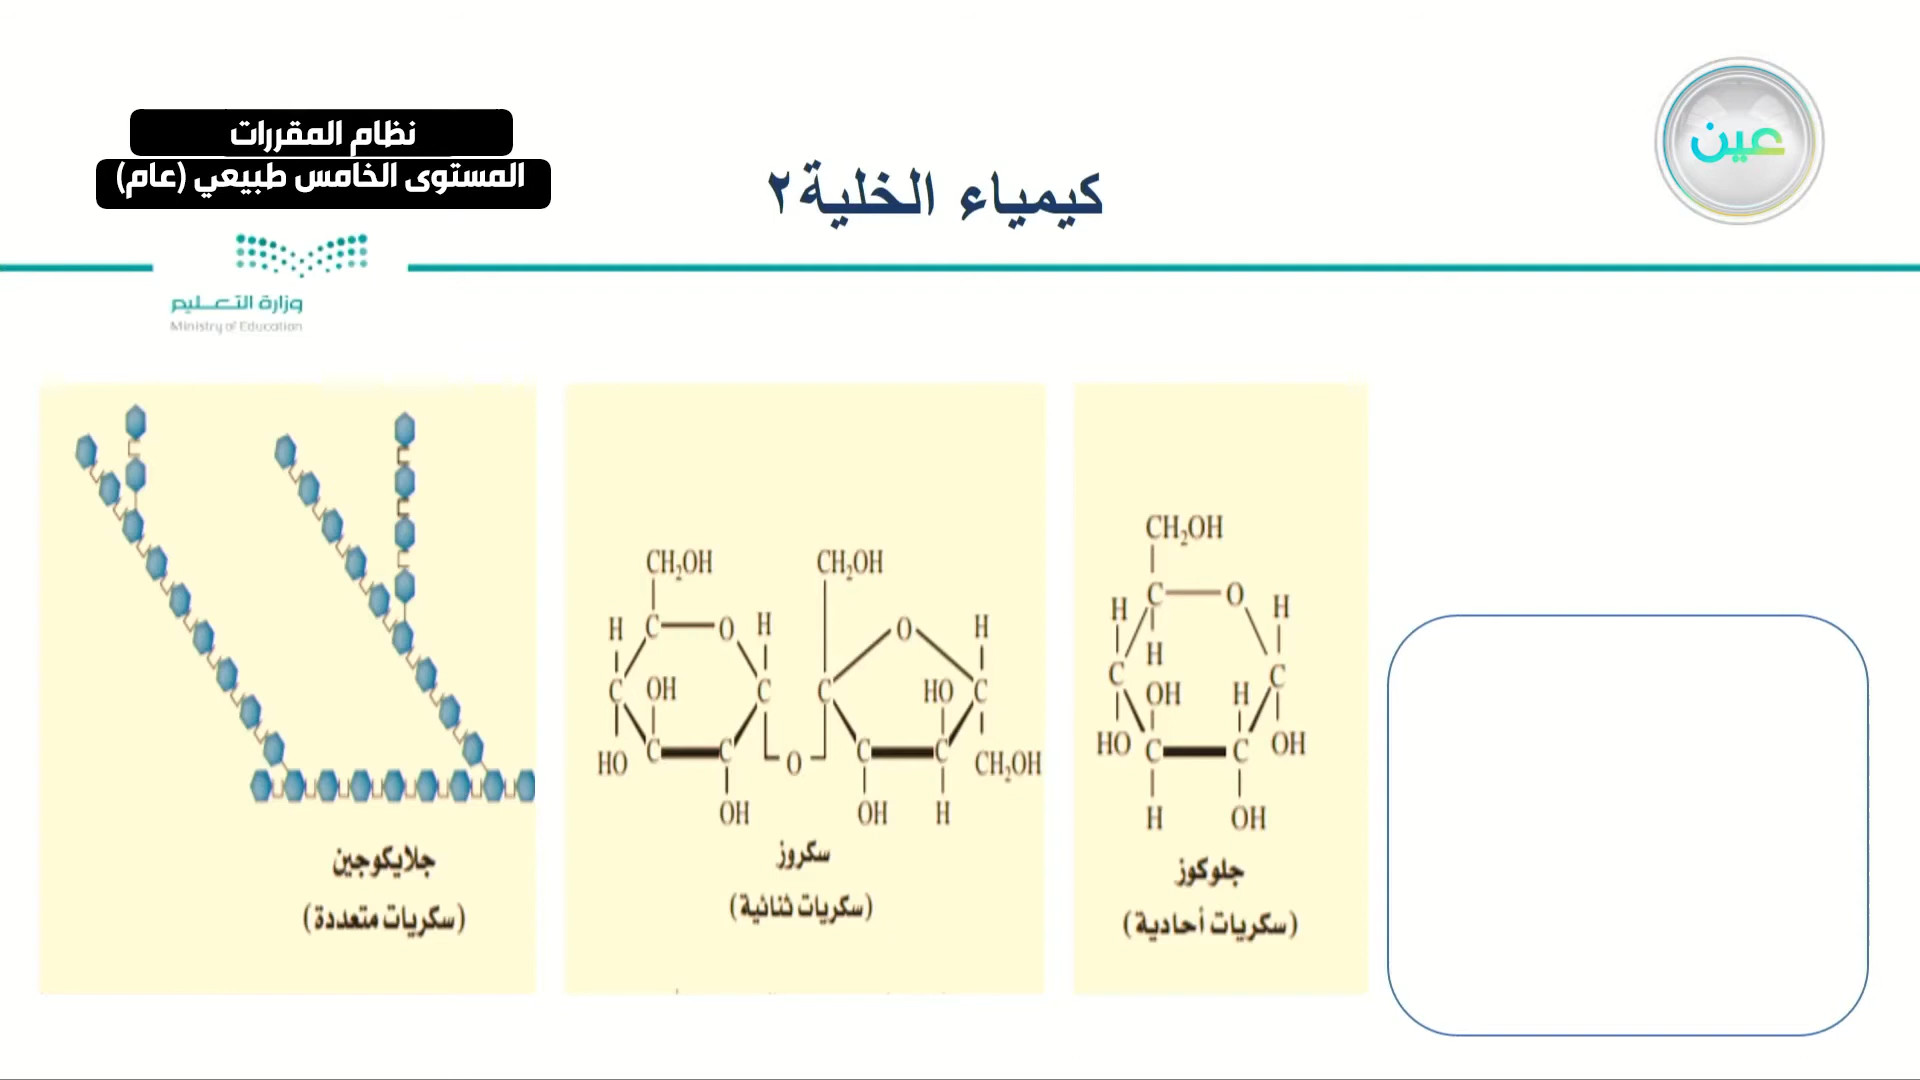 نظام المقررات
المستوى الخامس طبيعي (عام)
عين
كيمياء الخلية٢
وزارة التعليم
Ministry of Education
CH₂OH
C O
H H
H
C C
OH H
HO C C OH
H OH
جلوكوز
(سكريات أحادية)
CH₂OH CH₂OH
H C O H O H
C OH C C HO C
HO C C O C C CH₂OH
OH OH H
سكروز
(سكريات ثنائية)
جلايكوجين
(سكريات متعددة)